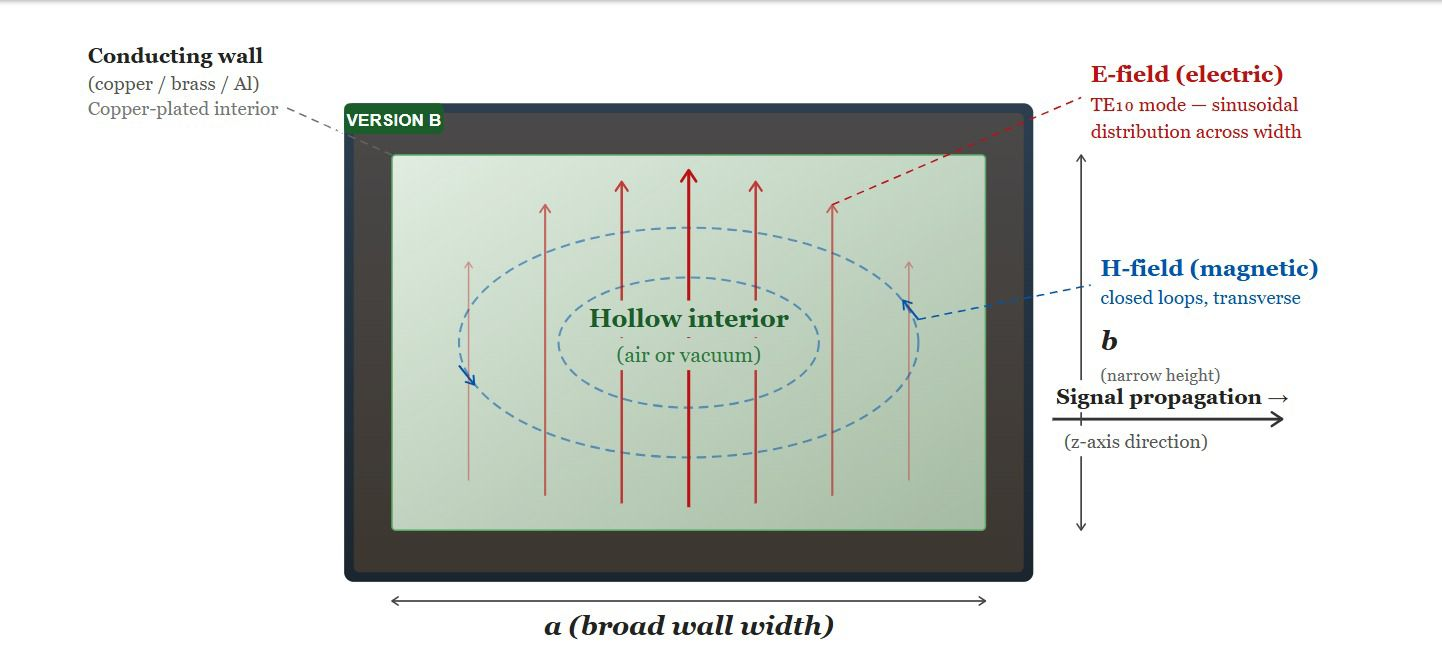 Conducting wall
(copper / brass / Al)
Copper-plated interior
VERSION B
E-field (electric)
TE₁₀ mode — sinusoidal
distribution across width
Hollow interior
(air or vacuum)
H-field (magnetic)
closed loops, transverse
b
(narrow height)
Signal propagation →
(z-axis direction)
a (broad wall width)